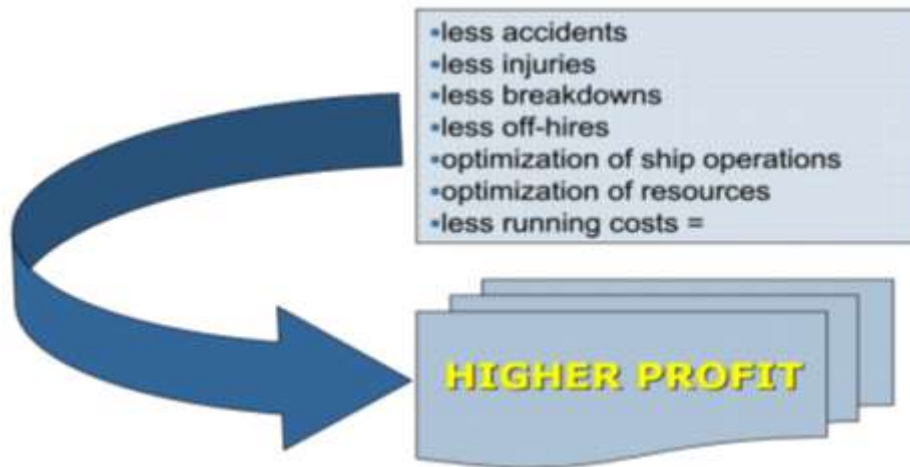 •less accidents
•less injuries
•less breakdowns
•less off-hires
•optimization of ship operations
•optimization of resources
•less running costs =
HIGHER PROFIT